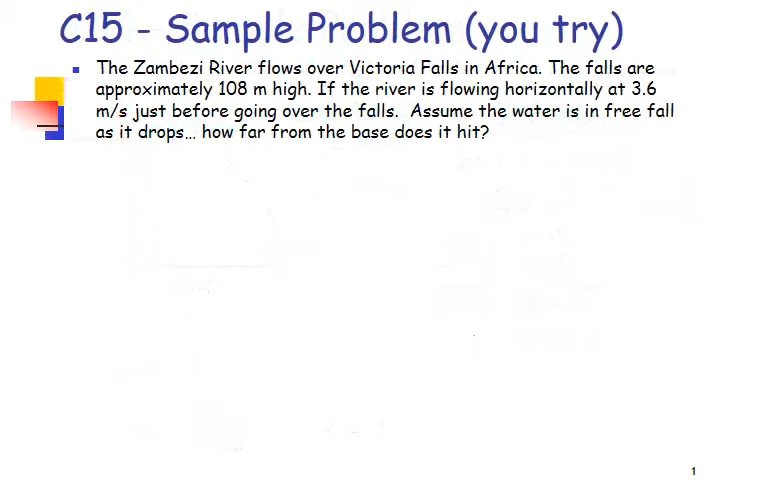 C15 - Sample Problem (you try)
The Zambezi River flows over Victoria Falls in Africa. The falls are
approximately 108 m high. If the river is flowing horizontally at 3.6
m/s just before going over the falls. Assume the water is in free fall
as it drops… how far from the base does it hit?
1